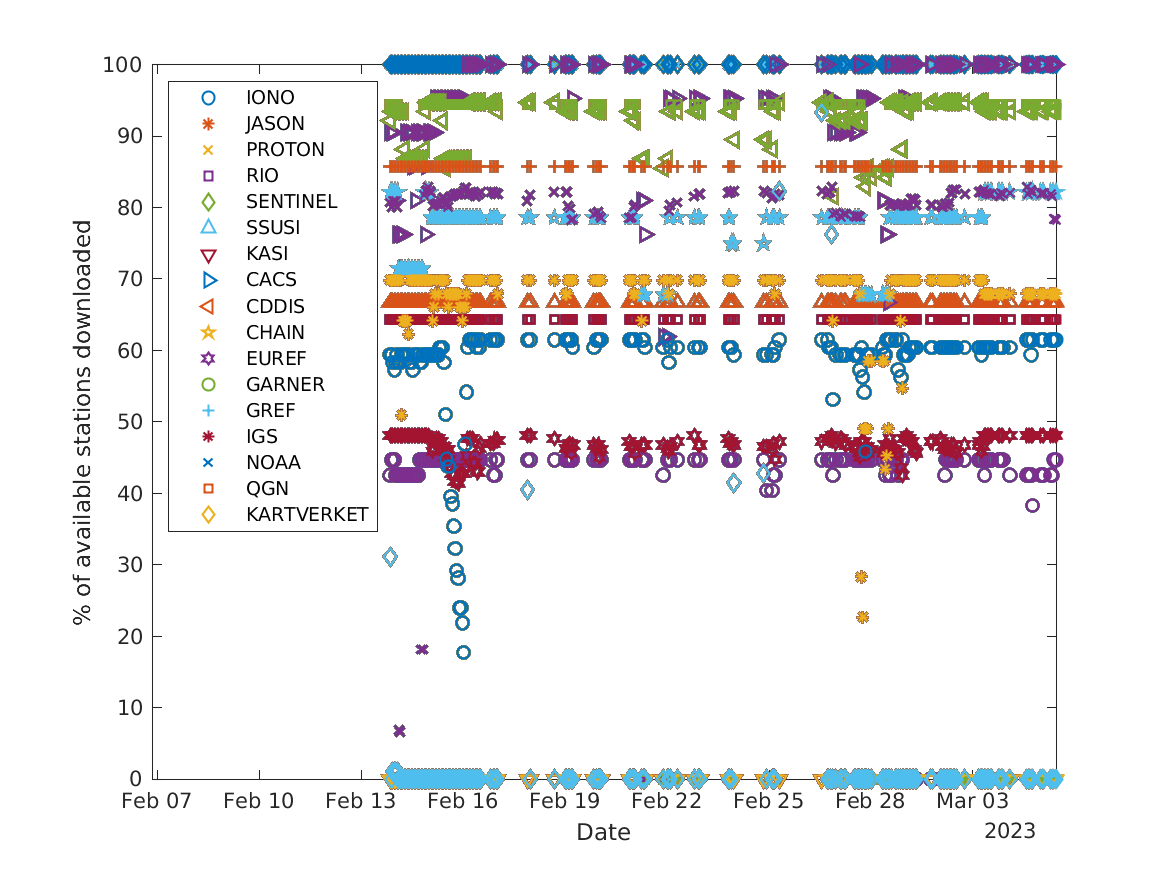 100
90
80
70
60
50
40
30
20
10
0
% of available stations downloaded
IONO
JASON
PROTON
RIO
SENTINEL
SSUSI
KASI
CACS
CDDIS
CHAIN
EUREF
GARNER
GREF
IGS
NOAA
QGN
KARTVERKET
Feb 07 Feb 10 Feb 13 Feb 16 Feb 19 Feb 22 Feb 25 Feb 28 Mar 03
Date
2023